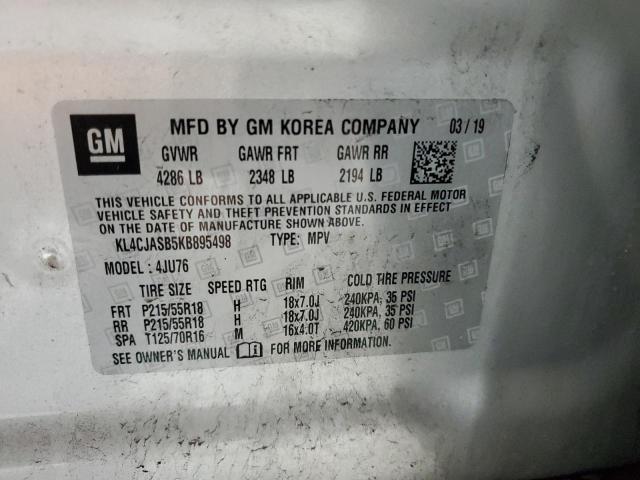 GM MFD BY GM KOREA COMPANY 03 / 19
GVWR GAWR FRT GAWR RR
4286 LB 2348 LB 2194 LB
THIS VEHICLE CONFORMS TO ALL APPLICABLE U.S. FEDERAL MOTOR
VEHICLE SAFETY AND THEFT PREVENTION STANDARDS IN EFFECT
ON THE DATE OF MANUFACTURE SHOWN ABOVE.
KL4CJASB5KB895498 TYPE: MPV
MODEL : 4JU76
TIRE SIZE SPEED RTG RIM COLD TIRE PRESSURE
FRT P215/55R18 H 18x7.0J 240KPA, 35 PSI
RR P215/55R18 H 18x7.0J 240KPA, 35 PSI
SPA T125/70R16 M 16x4.0T 420KPA, 60 PSI
SEE OWNER'S MANUAL FOR MORE INFORMATION.